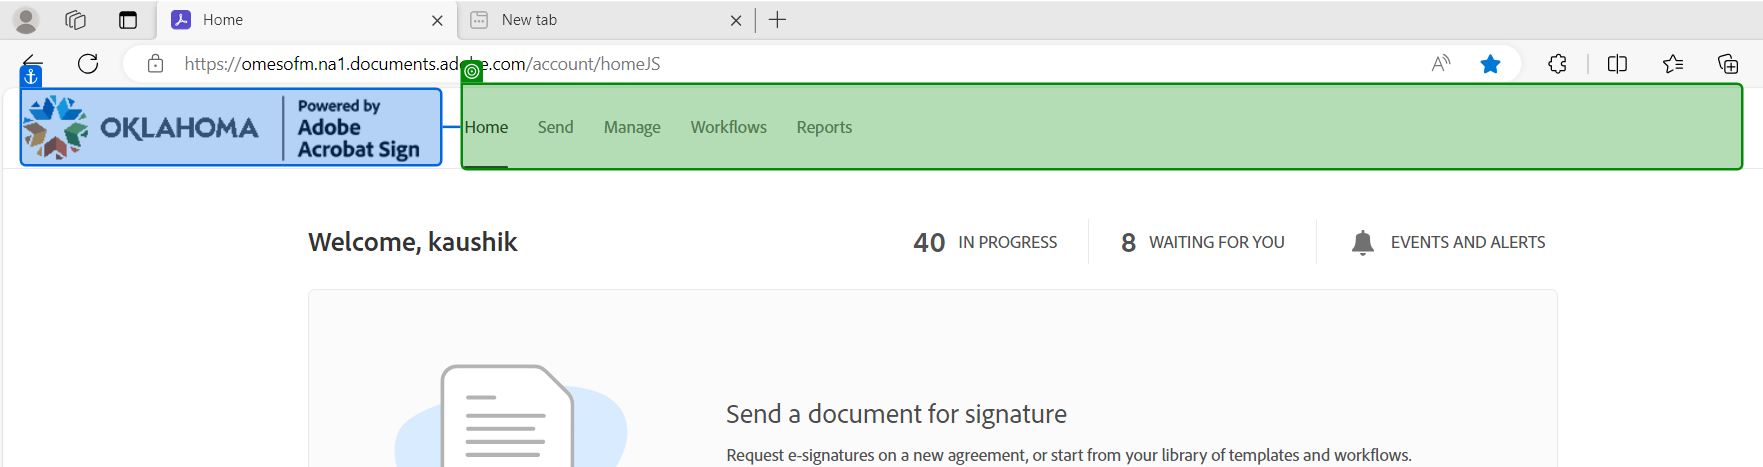 Home
New tab
https://omesofm.na1.documents.adobe.com/account/homeJS
OKLAHOMA
Powered by
Adobe
Acrobat Sign
Home Send Manage Workflows Reports
Welcome, kaushik
40 IN PROGRESS
8 WAITING FOR YOU
EVENTS AND ALERTS
Send a document for signature
Request e-signatures on a new agreement, or start from your library of templates and workflows.